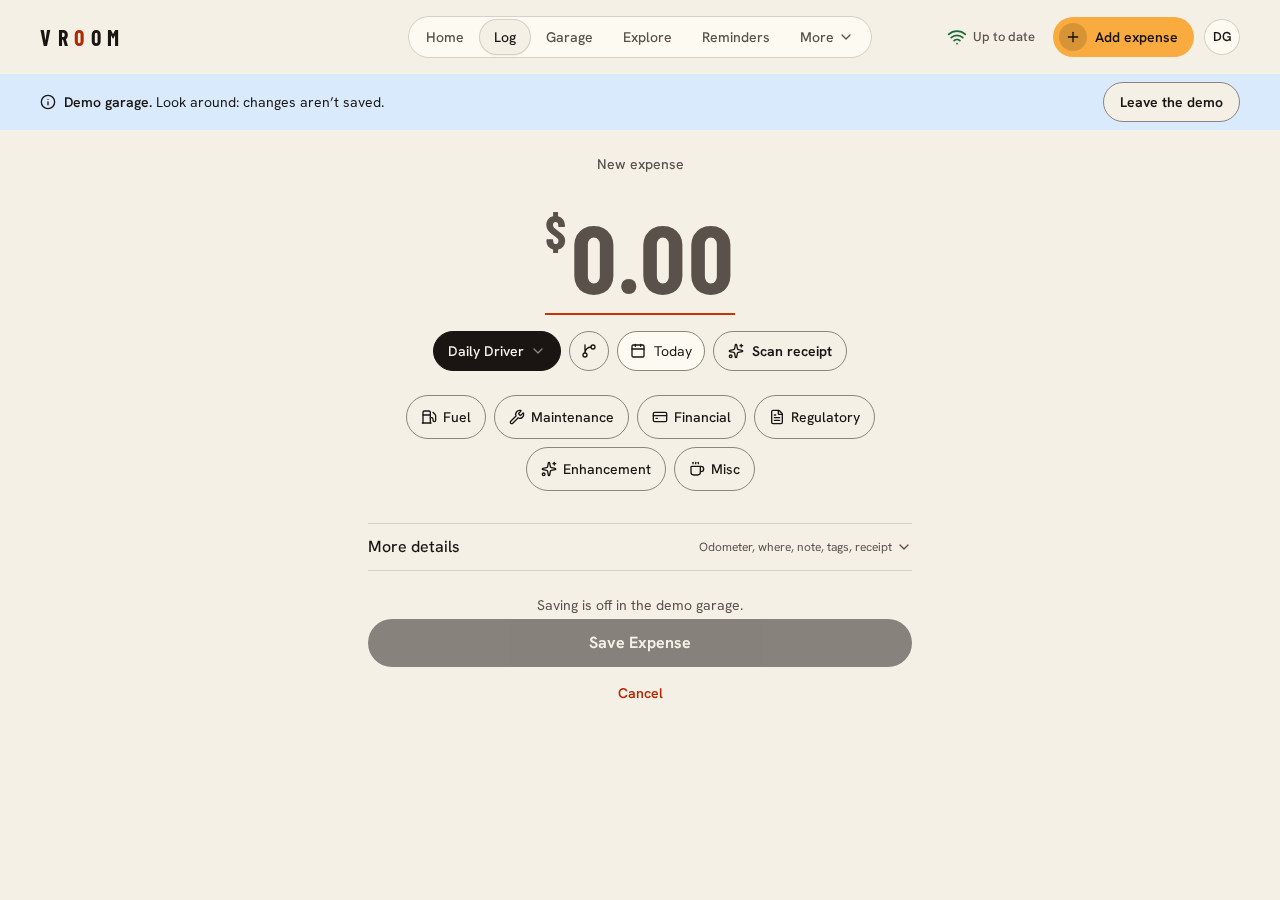 VROOM
Home Log Garage Explore Reminders More
Up to date
Add expense
DG
Demo garage. Look around: changes aren’t saved.
Leave the demo
New expense
$0.00
Daily Driver
Today
Scan receipt
Fuel Maintenance Financial Regulatory
Enhancement Misc
More details
Odometer, where, note, tags, receipt
Saving is off in the demo garage.
Save Expense
Cancel